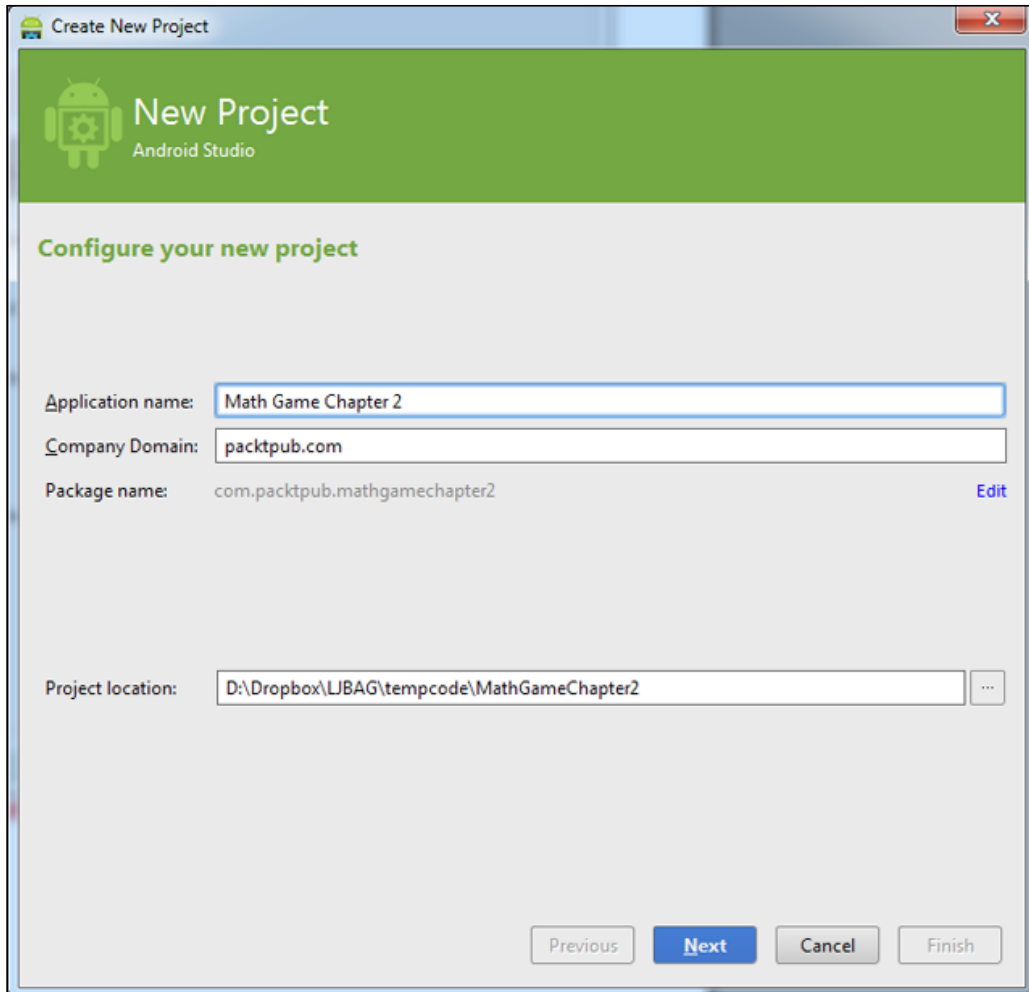 Create New Project
New Project
Android Studio
Configure your new project
Application name: Math Game Chapter 2
Company Domain: packtpub.com
Package name: com.packtpub.mathgamechapter2 Edit
Project location: D:\Dropbox\LJBAG\tempcode\MathGameChapter2 ...
Previous Next Cancel Finish